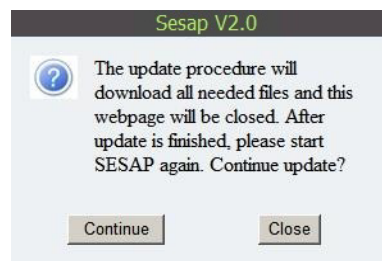 Sesap V2.0
The update procedure will
download all needed files and this
webpage will be closed. After
update is finished, please start
SESAP again. Continue update?
Continue Close